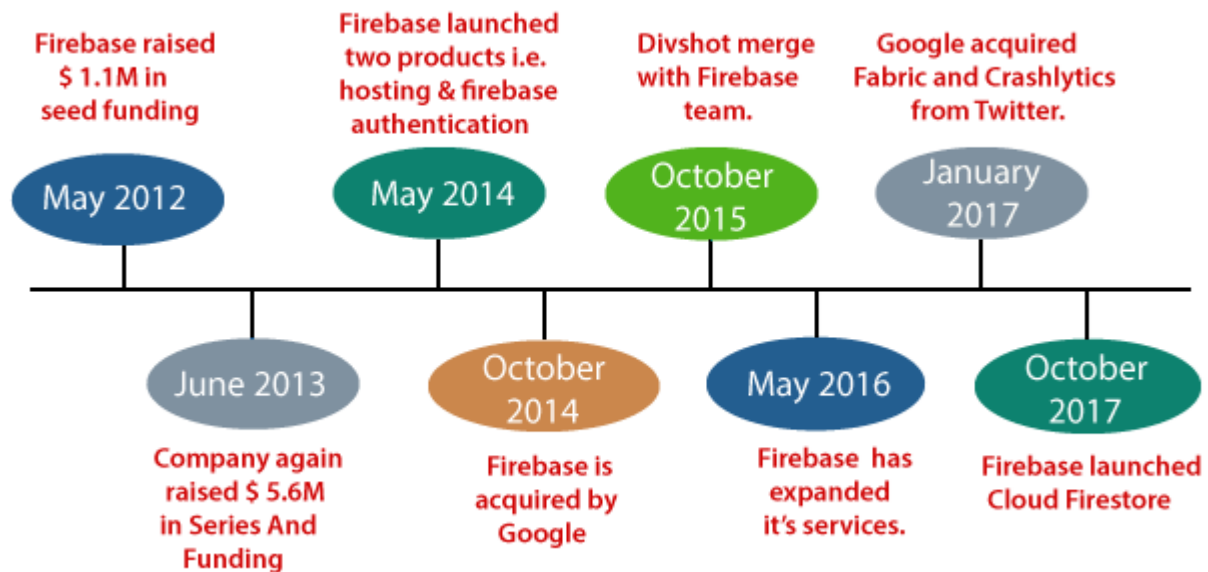 Firebase raised
$ 1.1M in
seed funding
May 2012
Firebase launched
two products i.e.
hosting & firebase
authentication
May 2014
Divshot merge
with Firebase
team.
October
2015
Google acquired
Fabric and Crashlytics
from Twitter.
January
2017
June 2013
Company again
raised $ 5.6M
in Series And
Funding
October
2014
Firebase is
acquired by
Google
May 2016
Firebase has
expanded
it’s services.
October
2017
Firebase launched
Cloud Firestore